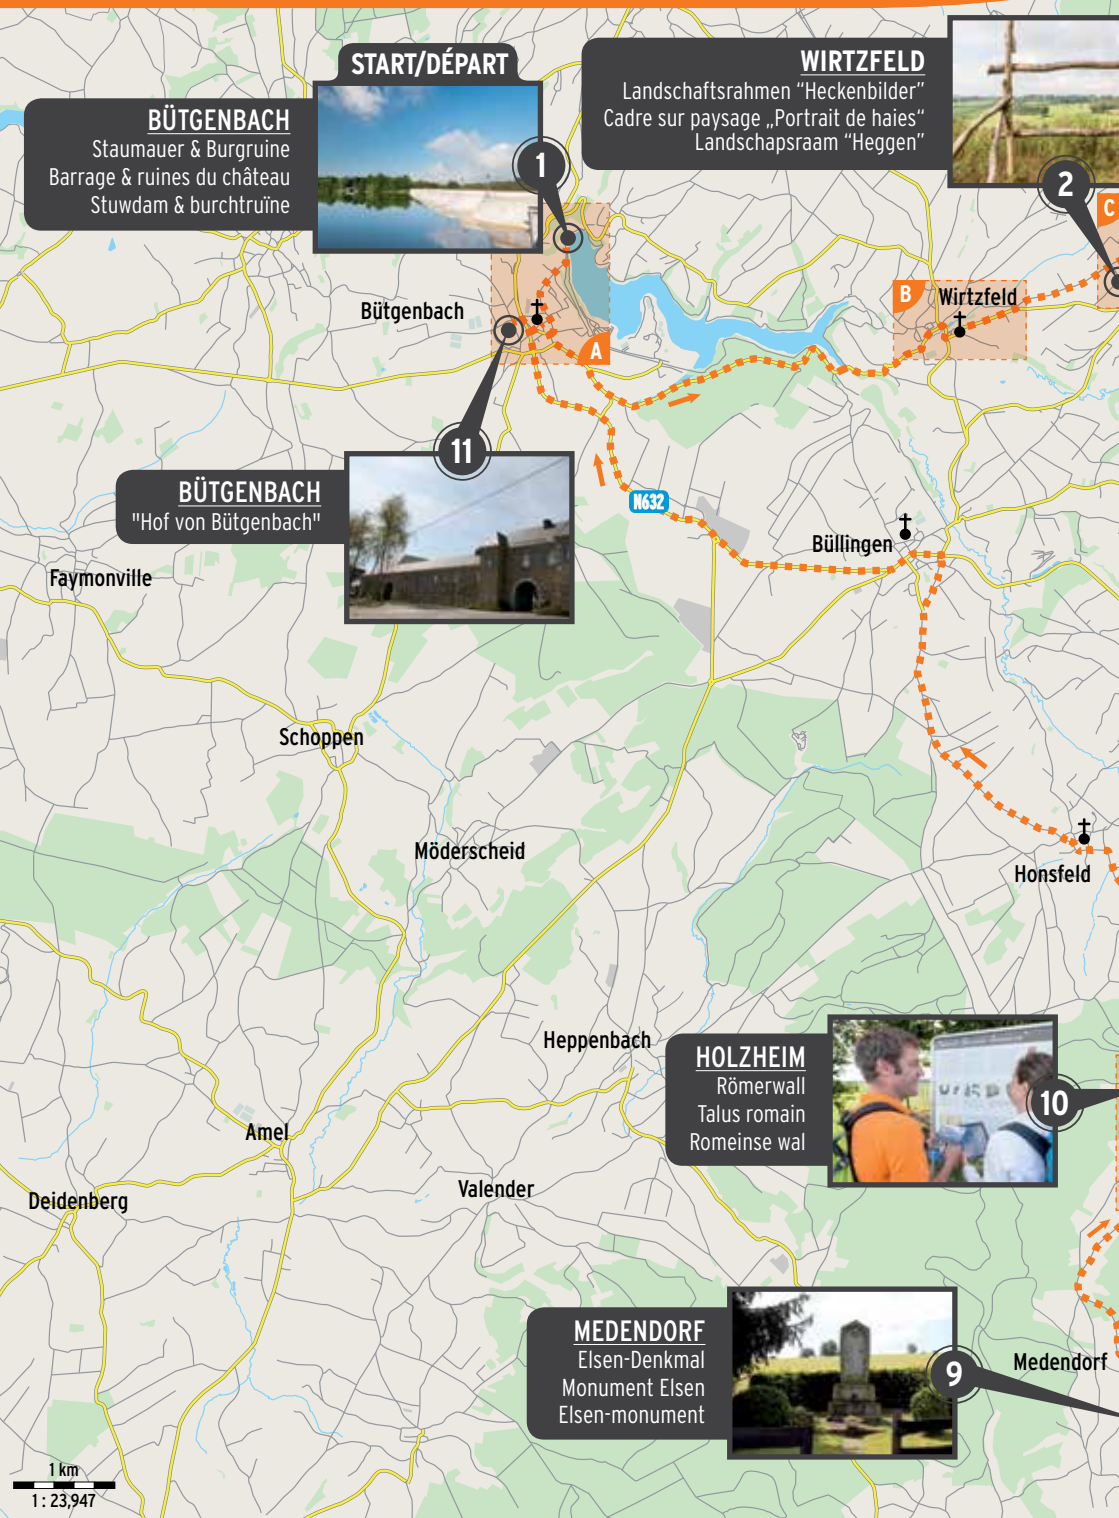 START/DÉPART
BÜTGENBACH
Staumauer & Burgruine
Barrage & ruines du château
Stuwdam & burchtruïne
1
WIRTZFELD
Landschaftsrahmen “Heckenbilder”
Cadre sur paysage „Portrait de haies“
Landschapsraam “Heggen”
2
C
B
Wirtzfeld
Bütgenbach
A
11
BÜTGENBACH
"Hof von Bütgenbach"
N632
Büllingen
Faymonville
Schoppen
Möderscheid
Honsfeld
Heppenbach
HOLZHEIM
Römerwall
Talus romain
Romeinse wal
10
Amel
Valender
Deidenberg
MEDENDORF
Elsen-Denkmal
Monument Elsen
Elsen-monument
9
Medendorf
1 km
1 : 23,947